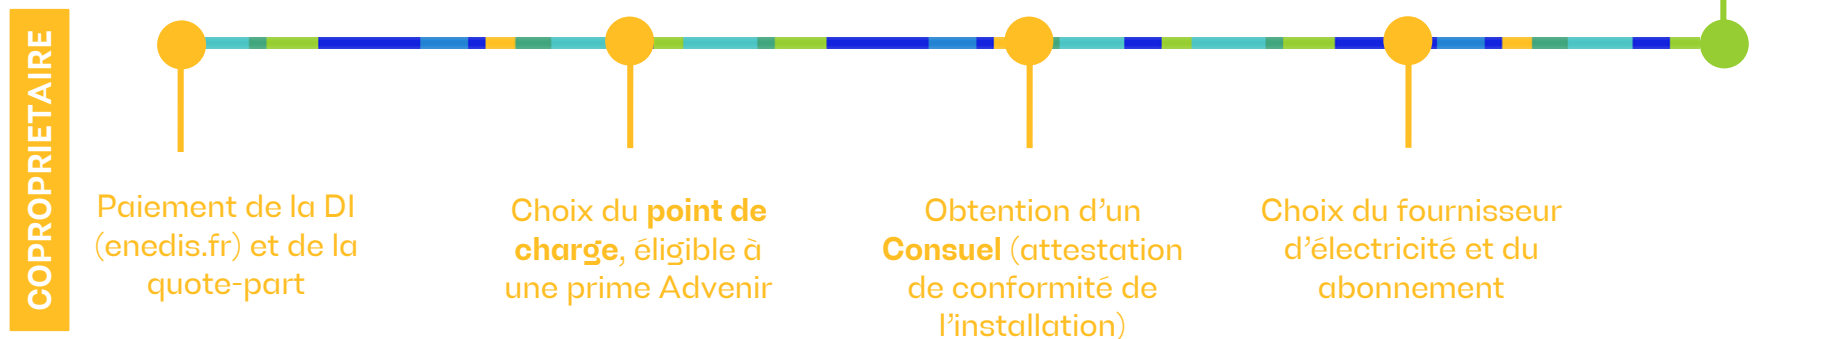 COPROPRIETAIRE
Paiement de la DI
(enedis.fr) et de la
quote-part
Choix du point de
charge, éligible à
une prime Advenir
Obtention d’un
Consuel (attestation
de conformité de
l’installation)
Choix du fournisseur
d’électricité et du
abonnement